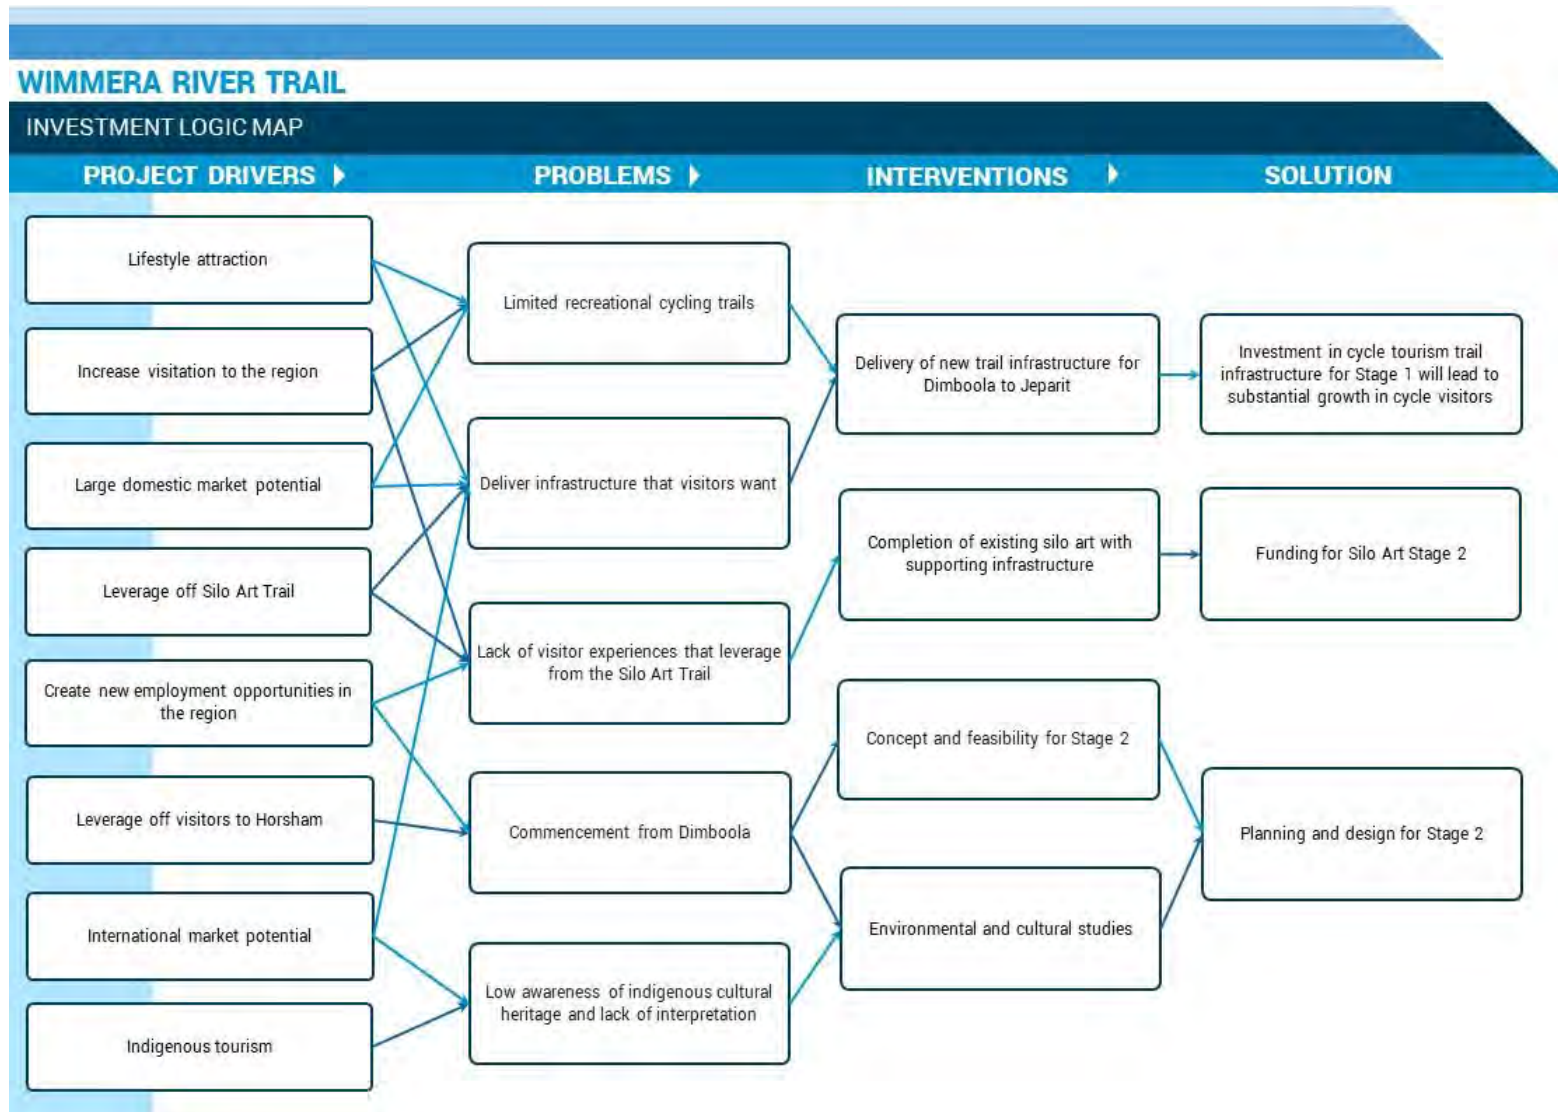 WIMMERA RIVER TRAIL
INVESTMENT LOGIC MAP
PROJECT DRIVERS
PROBLEMS
INTERVENTIONS
SOLUTION
Lifestyle attraction
Increase visitation to the region
Large domestic market potential
Leverage off Silo Art Trail
Create new employment opportunities in
the region
Leverage off visitors to Horsham
International market potential
Indigenous tourism
Limited recreational cycling trails
Deliver infrastructure that visitors want
Lack of visitor experiences that leverage
from the Silo Art Trail
Commencement from Dimboola
Low awareness of indigenous cultural
heritage and lack of interpretation
Delivery of new trail infrastructure for
Dimboola to Jeparit
Completion of existing silo art with
supporting infrastructure
Concept and feasibility for Stage 2
Environmental and cultural studies
Investment in cycle tourism trail
infrastructure for Stage 1 will lead to
substantial growth in cycle visitors
Funding for Silo Art Stage 2
Planning and design for Stage 2